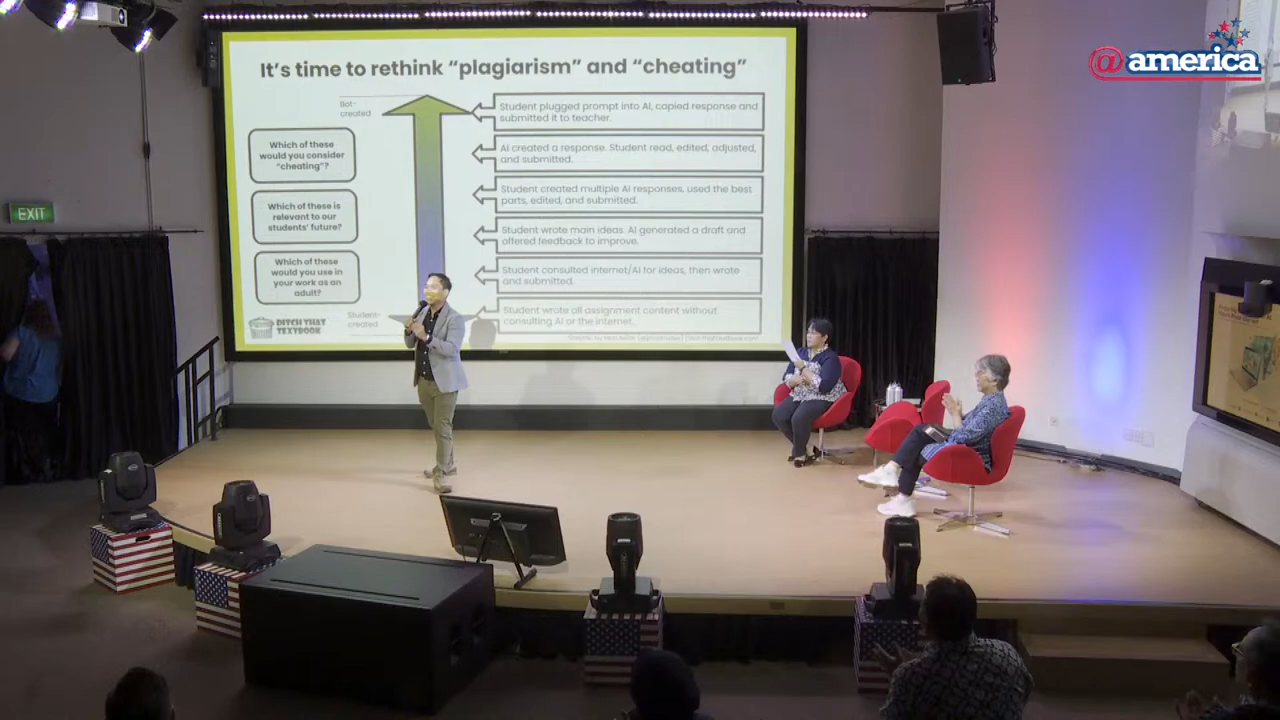 @america
It's time to rethink "plagiarism" and "cheating"
Bot-
created
Student plugged prompt into AI, copied response and
submitted it to teacher.
Which of these
would you consider
"cheating"?
AI created a response. Student read, edited, adjusted,
and submitted.
Student created multiple AI responses, used the best
parts, edited, and submitted.
Which of these is
relevant to our
students' future?
Student wrote main ideas. AI generated a draft and
offered feedback to improve.
Which of these
would you use in
your work as an
adult?
Student consulted internet/AI for ideas, then wrote
and submitted.
Student-
created
Student wrote all assignment content without
consulting AI or the internet.
DITCH THAT
TEXTBOOK
EXIT